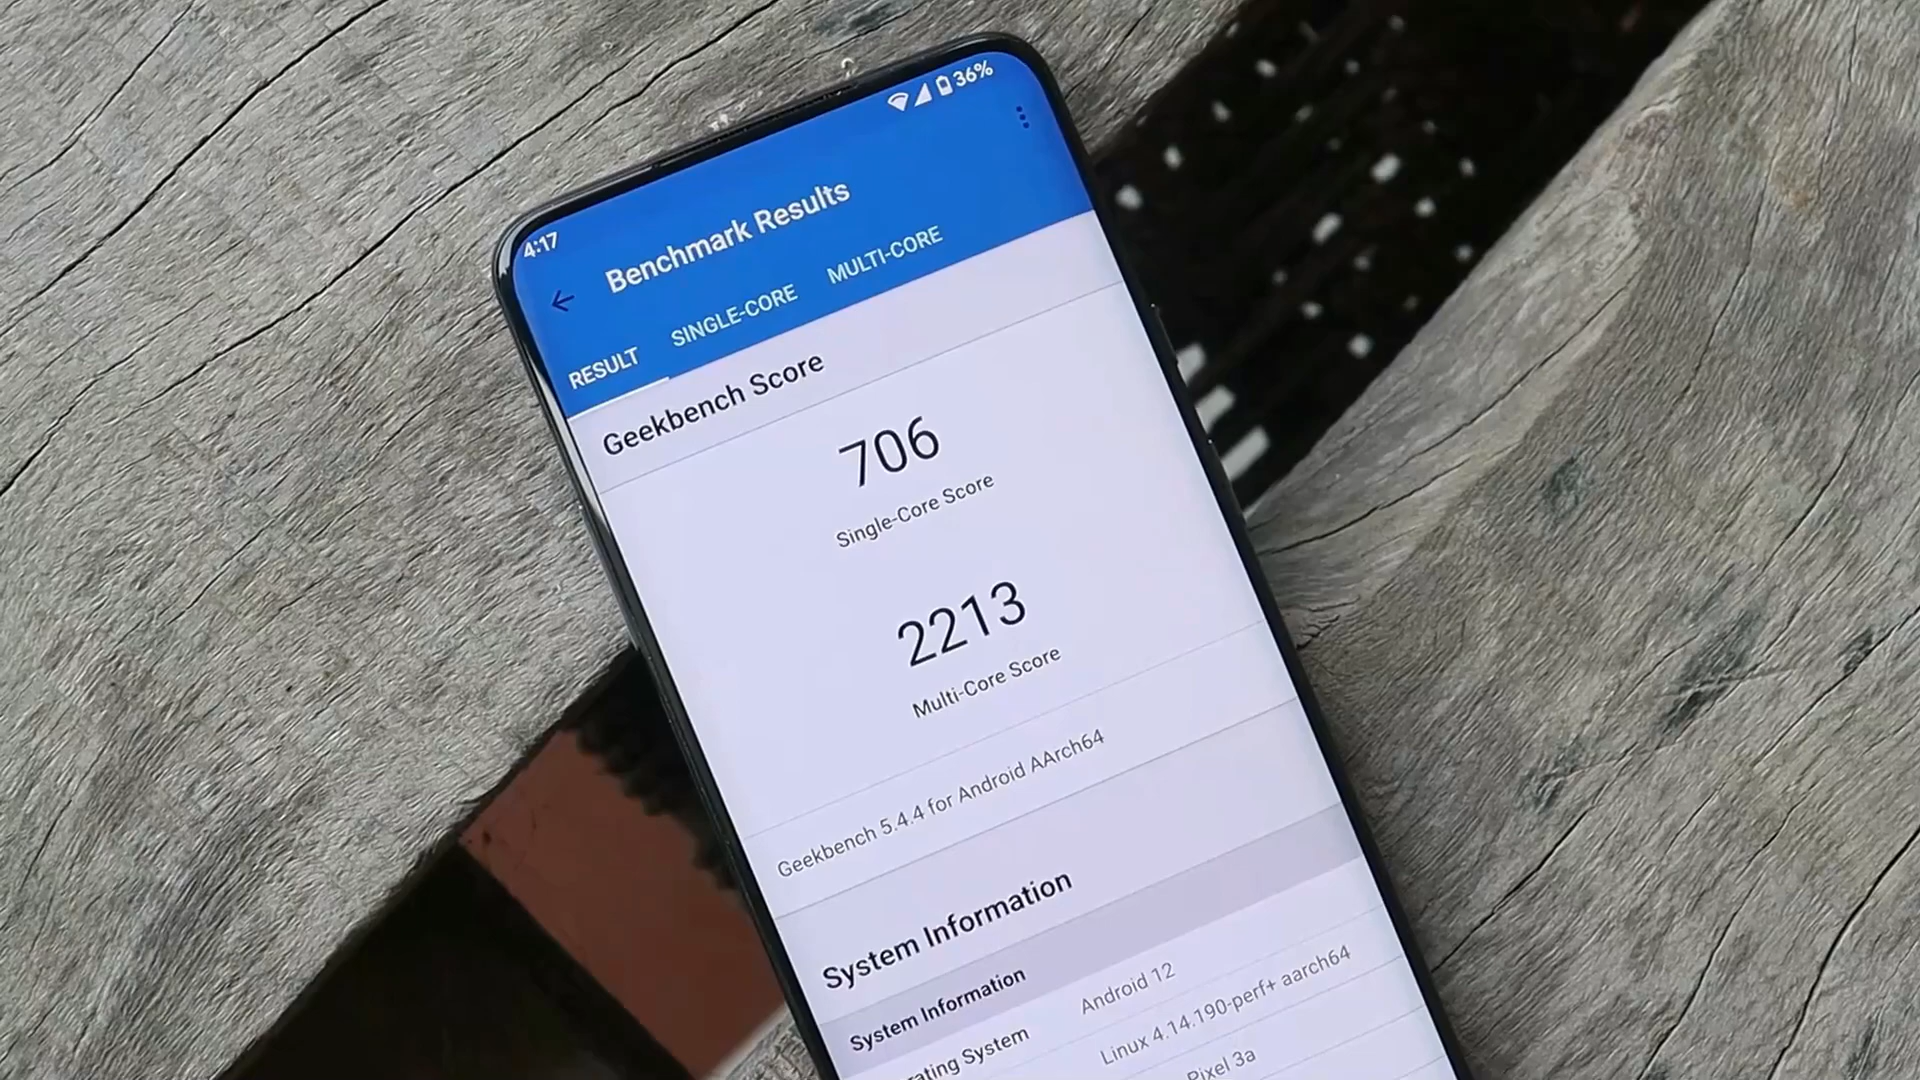 4:17
36%
Benchmark Results
RESULT SINGLE-CORE MULTI-CORE
Geekbench Score
706
Single-Core Score
2213
Multi-Core Score
Geekbench 5.4.4 for Android AArch64
System Information
System Information
Android 12
rating System
Linux 4.14.190-perf+ aarch64
Pixel 3a